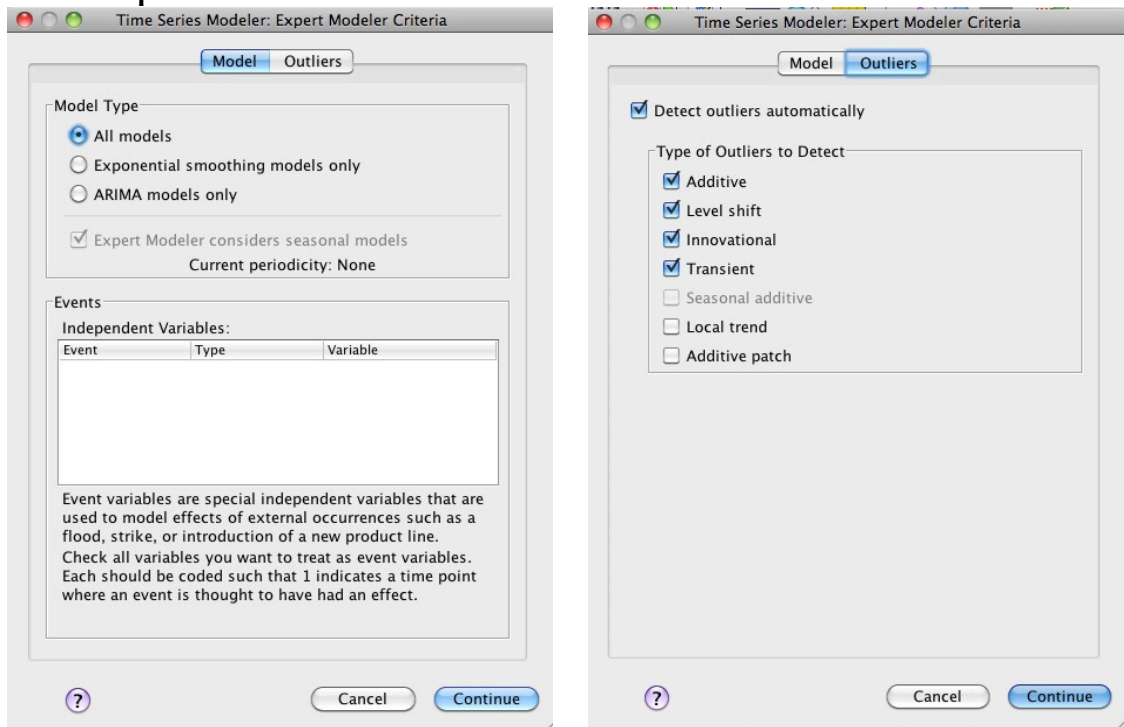 Time Series Modeler: Expert Modeler Criteria
Model Outliers
Model Type
All models
Exponential smoothing models only
ARIMA models only
Expert Modeler considers seasonal models
Current periodicity: None
Events
Independent Variables:
Event Type Variable
Event variables are special independent variables that are
used to model effects of external occurrences such as a
flood, strike, or introduction of a new product line.
Check all variables you want to treat as event variables.
Each should be coded such that 1 indicates a time point
where an event is thought to have had an effect.
? Cancel Continue
Time Series Modeler: Expert Modeler Criteria
Model Outliers
Detect outliers automatically
Type of Outliers to Detect
Additive
Level shift
Innovational
Transient
Seasonal additive
Local trend
Additive patch
? Cancel Continue